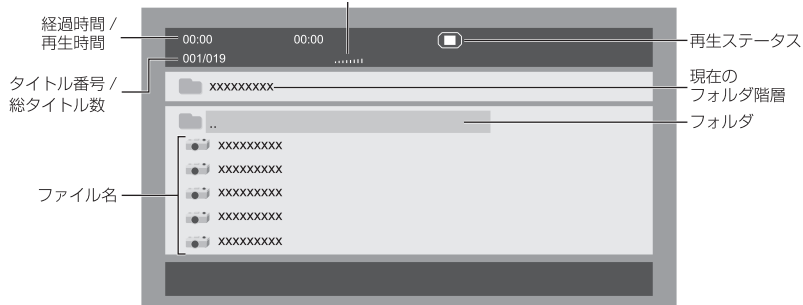 経過時間 /
再生時間
タイトル番号 /
総タイトル数
ファイル名
00:00 00:00
001/019
xxxxxxxxx
..
xxxxxxxxx
xxxxxxxxx
xxxxxxxxx
xxxxxxxxx
xxxxxxxxx
再生ステータス
現在の
フォルダ階層
フォルダ